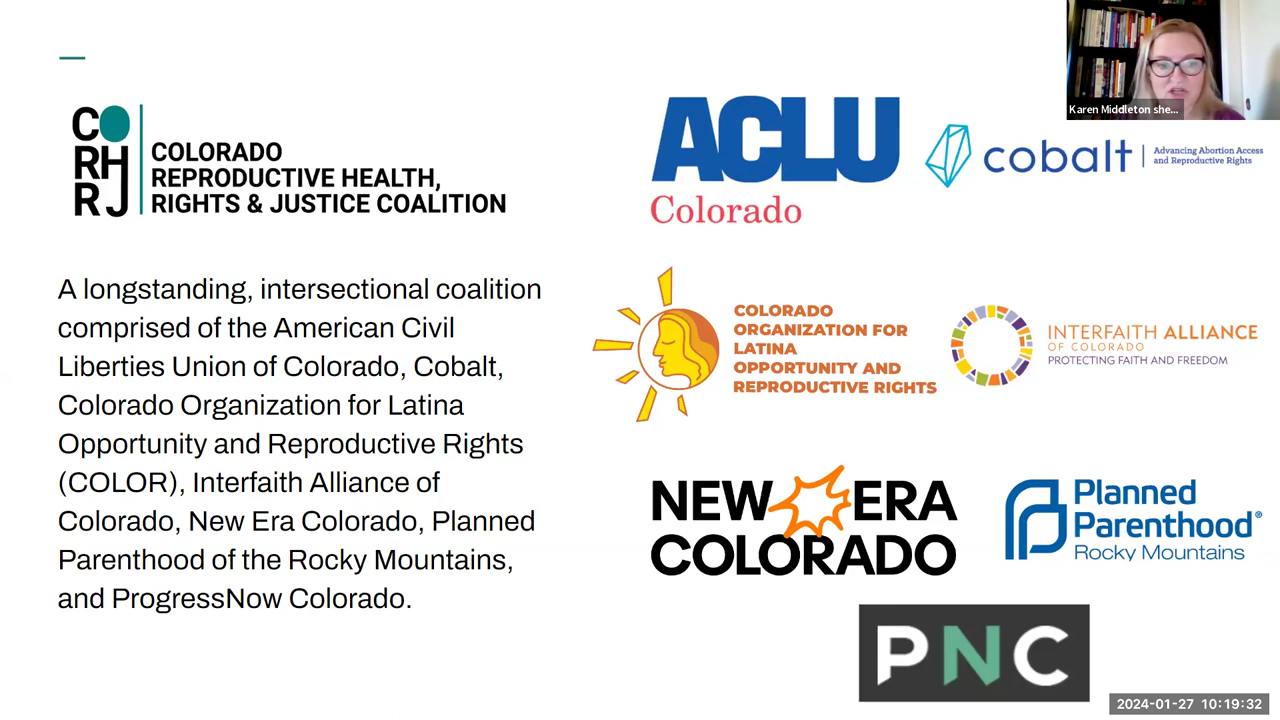 CO
RH
RJ
COLORADO
REPRODUCTIVE HEALTH,
RIGHTS & JUSTICE COALITION
A longstanding, intersectional coalition
comprised of the American Civil
Liberties Union of Colorado, Cobalt,
Colorado Organization for Latina
Opportunity and Reproductive Rights
(COLOR), Interfaith Alliance of
Colorado, New Era Colorado, Planned
Parenthood of the Rocky Mountains,
and ProgressNow Colorado.
ACLU
Colorado
cobalt
Advancing Abortion Access
and Reproductive Rights
COLORADO
ORGANIZATION FOR
LATINA
OPPORTUNITY AND
REPRODUCTIVE RIGHTS
INTERFAITH ALLIANCE
OF COLORADO
PROTECTING FAITH AND FREEDOM
NEW ERA
COLORADO
Planned
Parenthood®
Rocky Mountains
PNC
Karen Middleton she...
2024-01-27 10:19:32